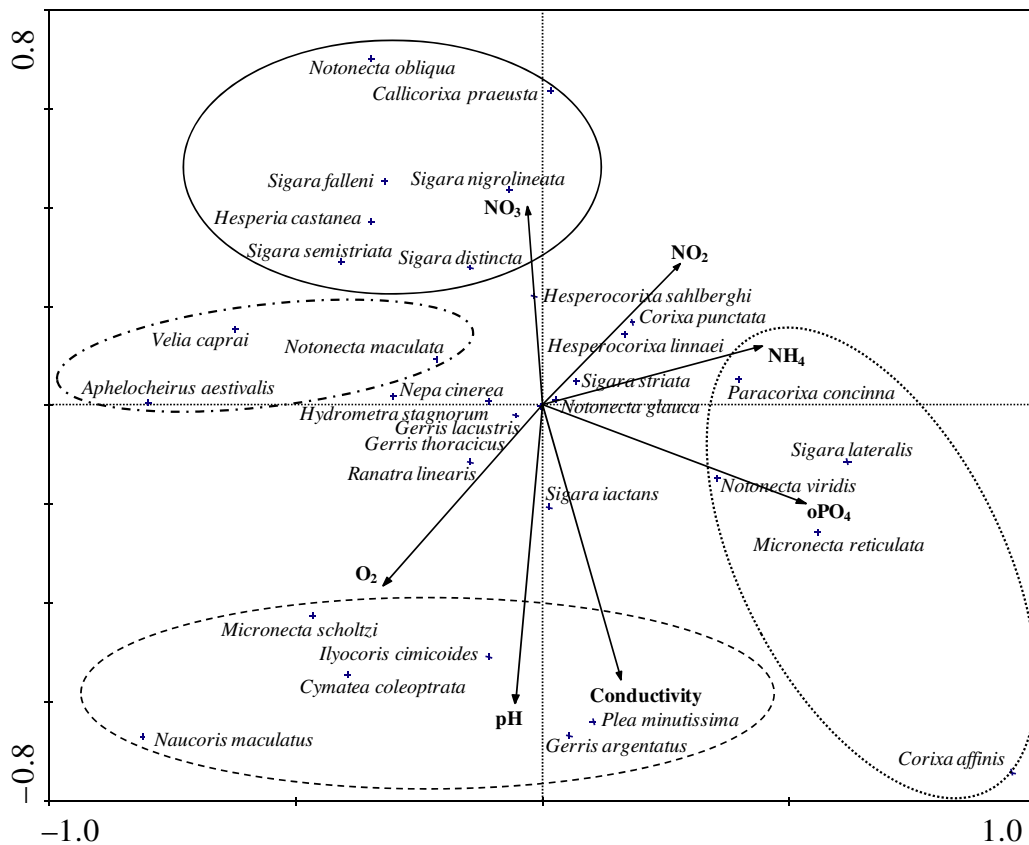 0.8
Notonecta obliqua
Callicorixa praeusta
Sigara falleni
Sigara nigrolineata
NO3
Hesperia castanea
Sigara semistriata
Sigara distincta
NO2
Hesperocorixa sahlberghi
Corixa punctata
Velia caprai
Notonecta maculata
Hesperocorixa linnaei
NH4
Aphelocheirus aestivalis
Nepa cinerea
Sigara striata
Paracorixa concinna
Hydrometra stagnorum
Notonecta glauca
Gerris lacustris
Gerris thoracicus
Sigara lateralis
Ranatra linearis
Notonecta viridis
Sigara iactans
oPO4
Micronecta reticulata
O2
Micronecta scholtzi
Ilyocoris cimicoides
Cymatea coleoptrata
Conductivity
pH
Plea minutissima
Naucoris maculatus
Gerris argentatus
Corixa affinis
−0.8
−1.0
1.0